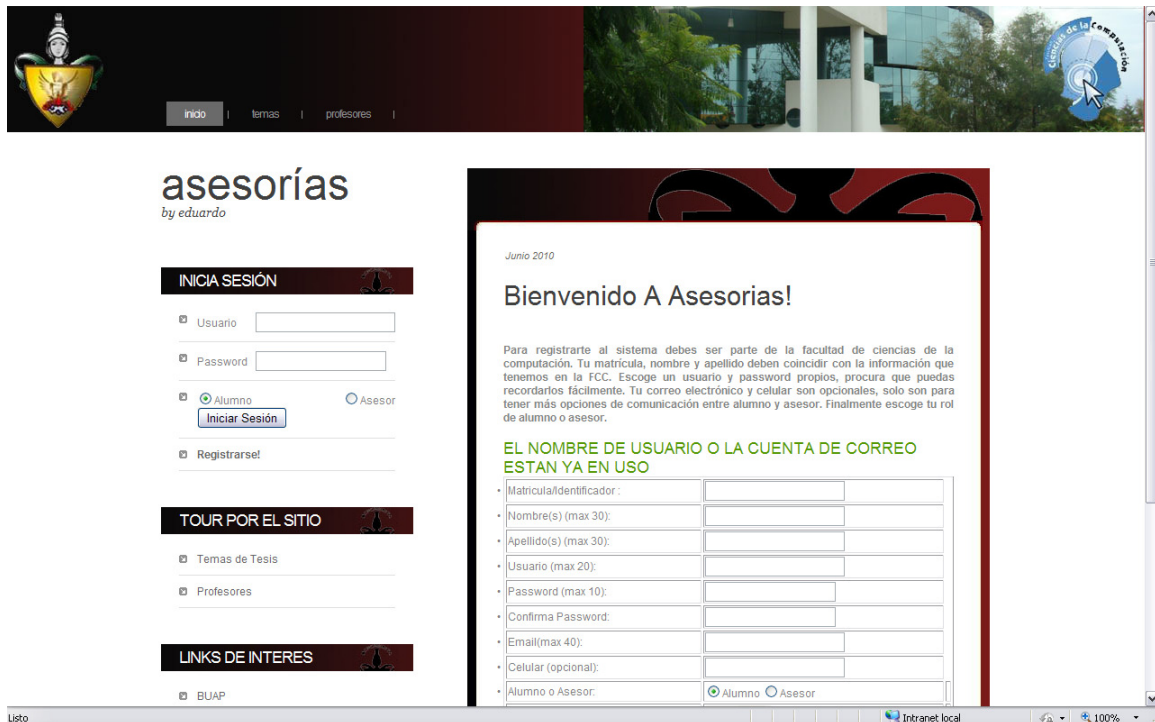 Ciencias de la Computación
inicio | temas | profesores |
asesorías
by eduardo
INICIA SESIÓN
Usuario
Password
Alumno Asesor
Iniciar Sesión
Registrarse!
TOUR POR EL SITIO
Temas de Tesis
Profesores
LINKS DE INTERES
BUAP
Junio 2010
Bienvenido A Asesorias!
Para registrarte al sistema debes ser parte de la facultad de ciencias de la
computación. Tu matrícula, nombre y apellido deben coincidir con la información que
tenemos en la FCC. Escoge un usuario y password propios, procura que puedas
recordarlos fácilmente. Tu correo electrónico y celular son opcionales, solo son para
tener más opciones de comunicación entre alumno y asesor. Finalmente escoge tu rol
de alumno o asesor.
EL NOMBRE DE USUARIO O LA CUENTA DE CORREO
ESTAN YA EN USO
Matricula/Identificador :
Nombre(s) (max 30):
Apellido(s) (max 30):
Usuario (max 20):
Password (max 10):
Confirma Password:
Email(max 40):
Celular (opcional):
Alumno o Asesor: Alumno Asesor
Listo Intranet local 100%